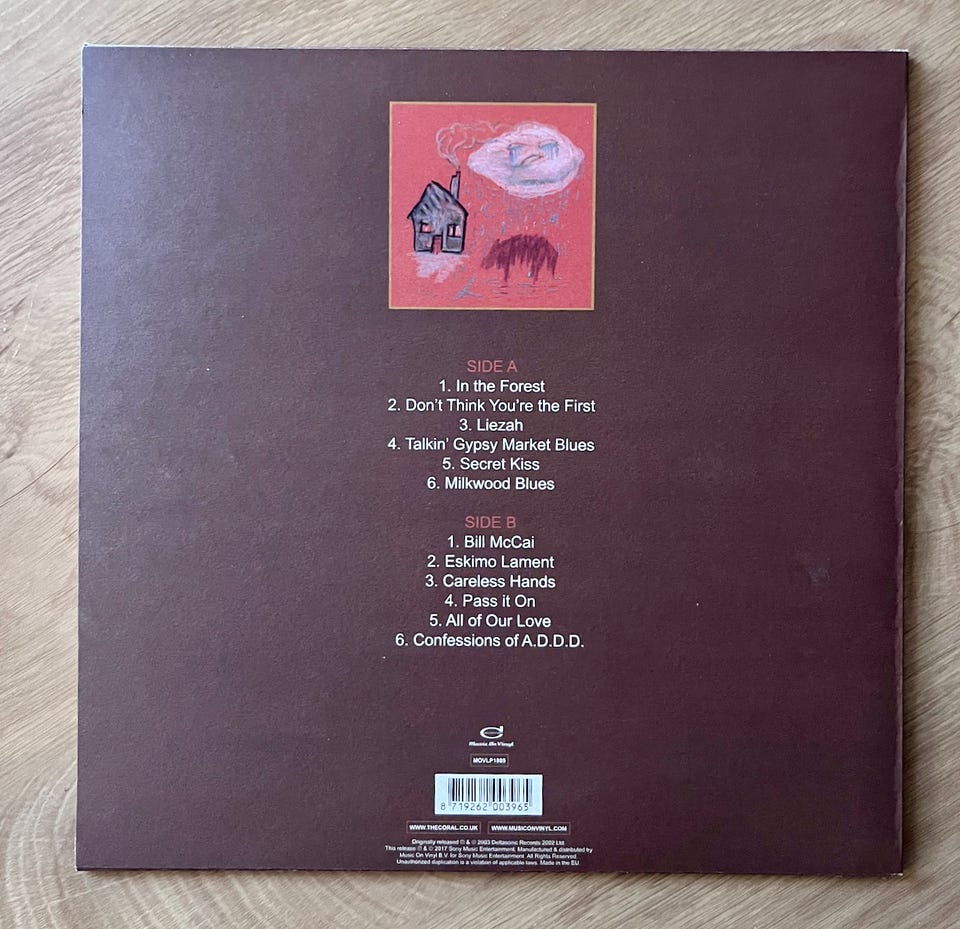 SIDE A
1. In the Forest
2. Don't Think You're the First
3. Liezah
4. Talkin' Gypsy Market Blues
5. Secret Kiss
6. Milkwood Blues
SIDE B
1. Bill McCai
2. Eskimo Lament
3. Careless Hands
4. Pass it On
5. All of Our Love
6. Confessions of A.D.D.D.
Music On Vinyl
8 719262 003965
WWW.THECORAL.CO.UK WWW.MUSICONVINYL.COM
Originally released ℗ & © 2003 Deltasonic Records 2002 Ltd.
This release ℗ & © 2017 Sony Music Entertainment. Manufactured & distributed by
Music On Vinyl B.V. for Sony Music Entertainment. All Rights Reserved.
Unauthorized duplication is a violation of applicable laws. Made in the EU